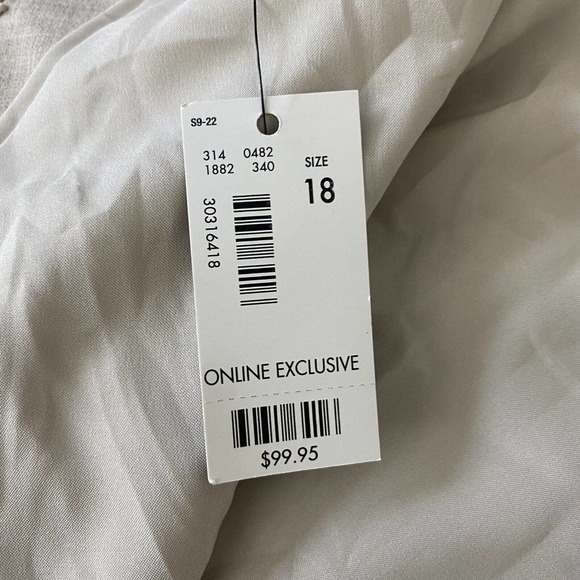 S9-22
314 0482
1882 340
SIZE
18
30316418
ONLINE EXCLUSIVE
$99.95